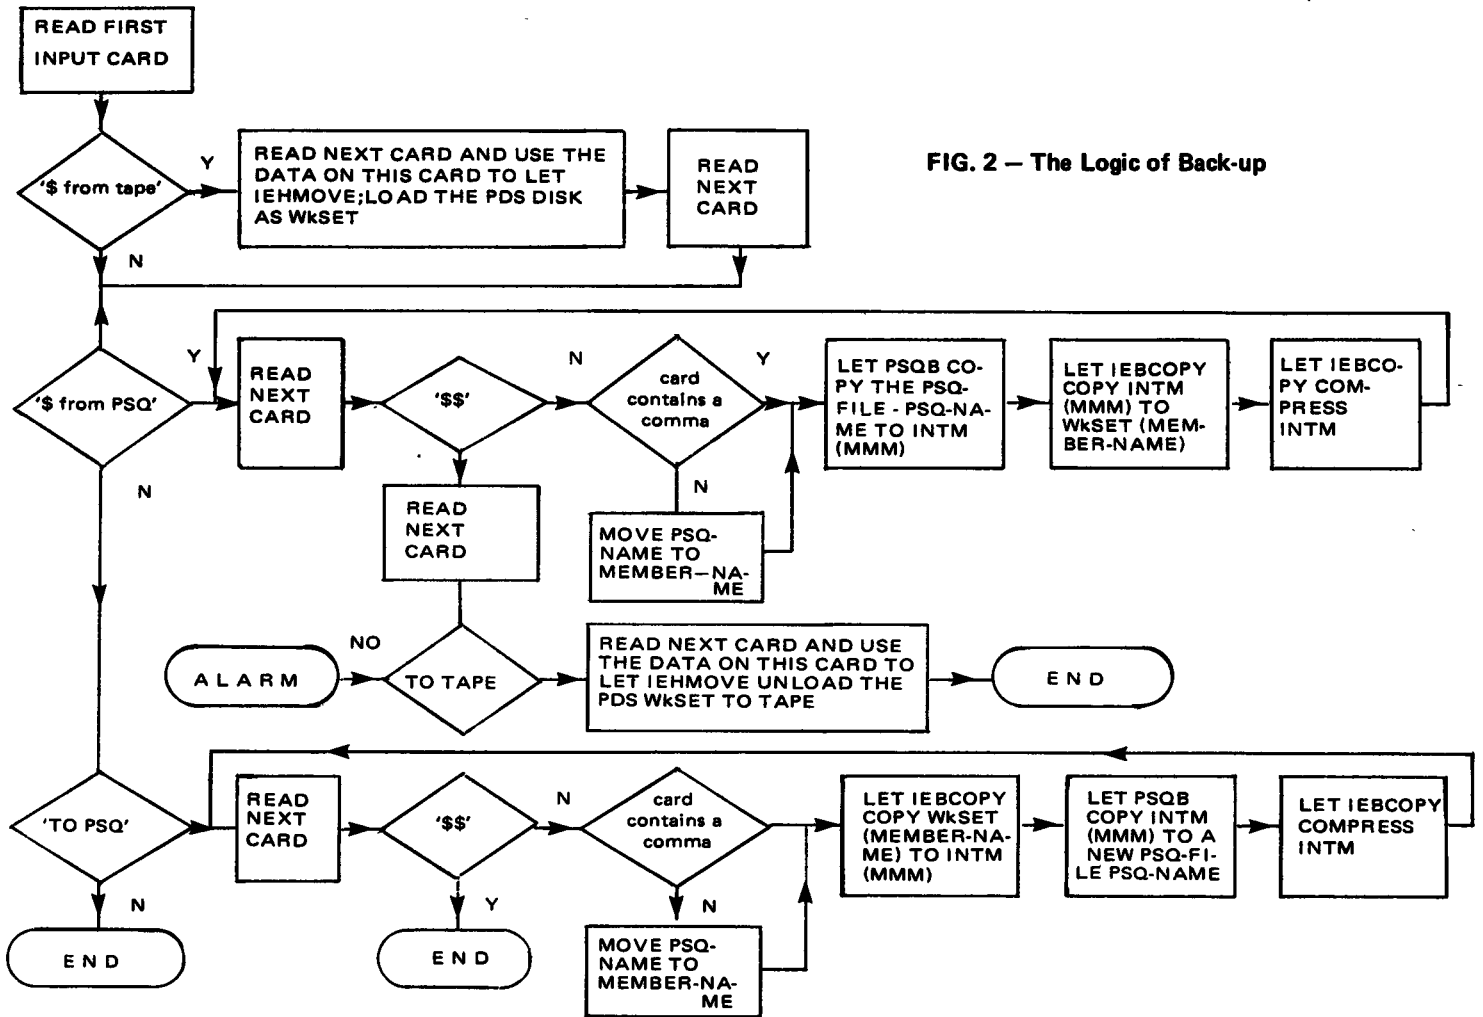 READ FIRST
INPUT CARD
'$ from tape'
Y
N
READ NEXT CARD AND USE THE
DATA ON THIS CARD TO LET
IEHMOVE;LOAD THE PDS DISK
AS WkSET
READ
NEXT
CARD
FIG. 2 — The Logic of Back-up
'$ from PSQ'
Y
N
READ
NEXT
CARD
'$$'
N
card
contains a
comma
Y
N
LET PSQB CO-
PY THE PSQ-
FILE - PSQ-NA-
ME TO INTM
(MMM)
LET IEBCOPY
COPY INTM
(MMM) TO
WkSET (MEM-
BER-NAME)
LET IEBCO-
PY COM-
PRESS
INTM
READ
NEXT
CARD
MOVE PSQ-
NAME TO
MEMBER—NA-
ME
ALARM
NO
TO TAPE
READ NEXT CARD AND USE
THE DATA ON THIS CARD TO
LET IEHMOVE UNLOAD THE
PDS WkSET TO TAPE
END
'TO PSQ'
N
READ
NEXT
CARD
'$$'
N
Y
card
contains a
comma
N
LET IEBCOPY
COPY WkSET
(MEMBER-NA-
ME) TO INTM
(MMM)
LET PSQB
COPY INTM
(MMM) TO A
NEW PSQ-FI-
LE PSQ-NAME
LET IEBCOPY
COMPRESS
INTM
END
END
MOVE PSQ-
NAME TO
MEMBER-NA-
ME